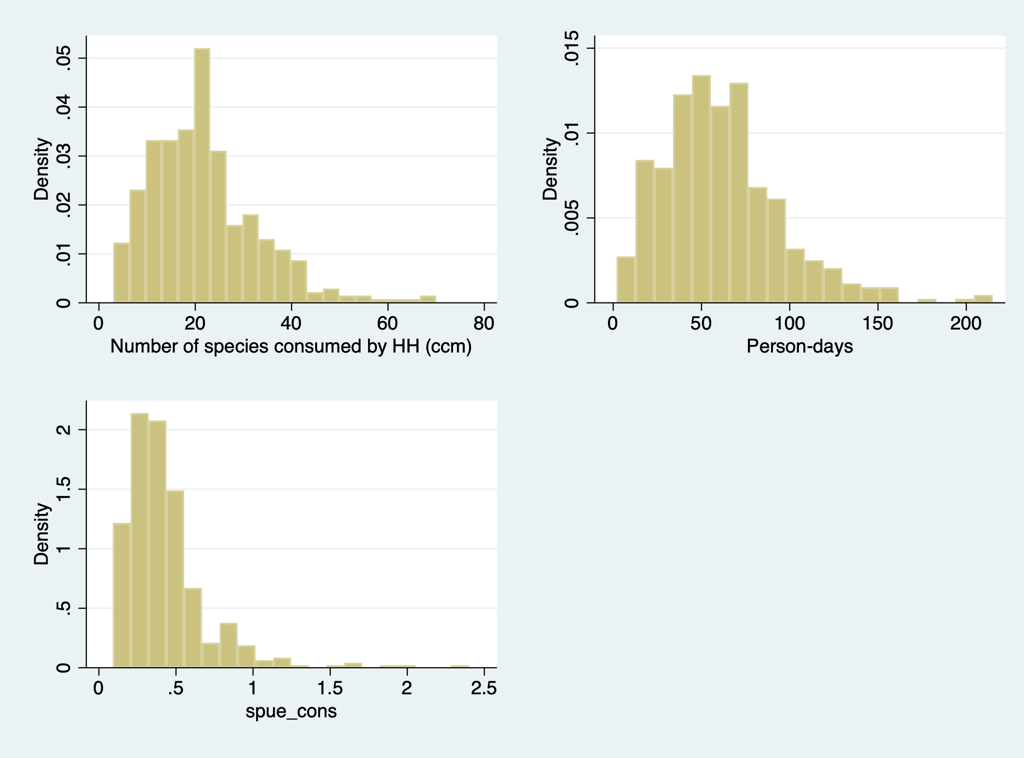 Density
0 .01 .02 .03 .04 .05
0 20 40 60 80
Number of species consumed by HH (ccm)
Density
0 .005 .01 .015
0 50 100 150 200
Person-days
Density
0 .5 1 1.5 2
0 .5 1 1.5 2 2.5
spue_cons